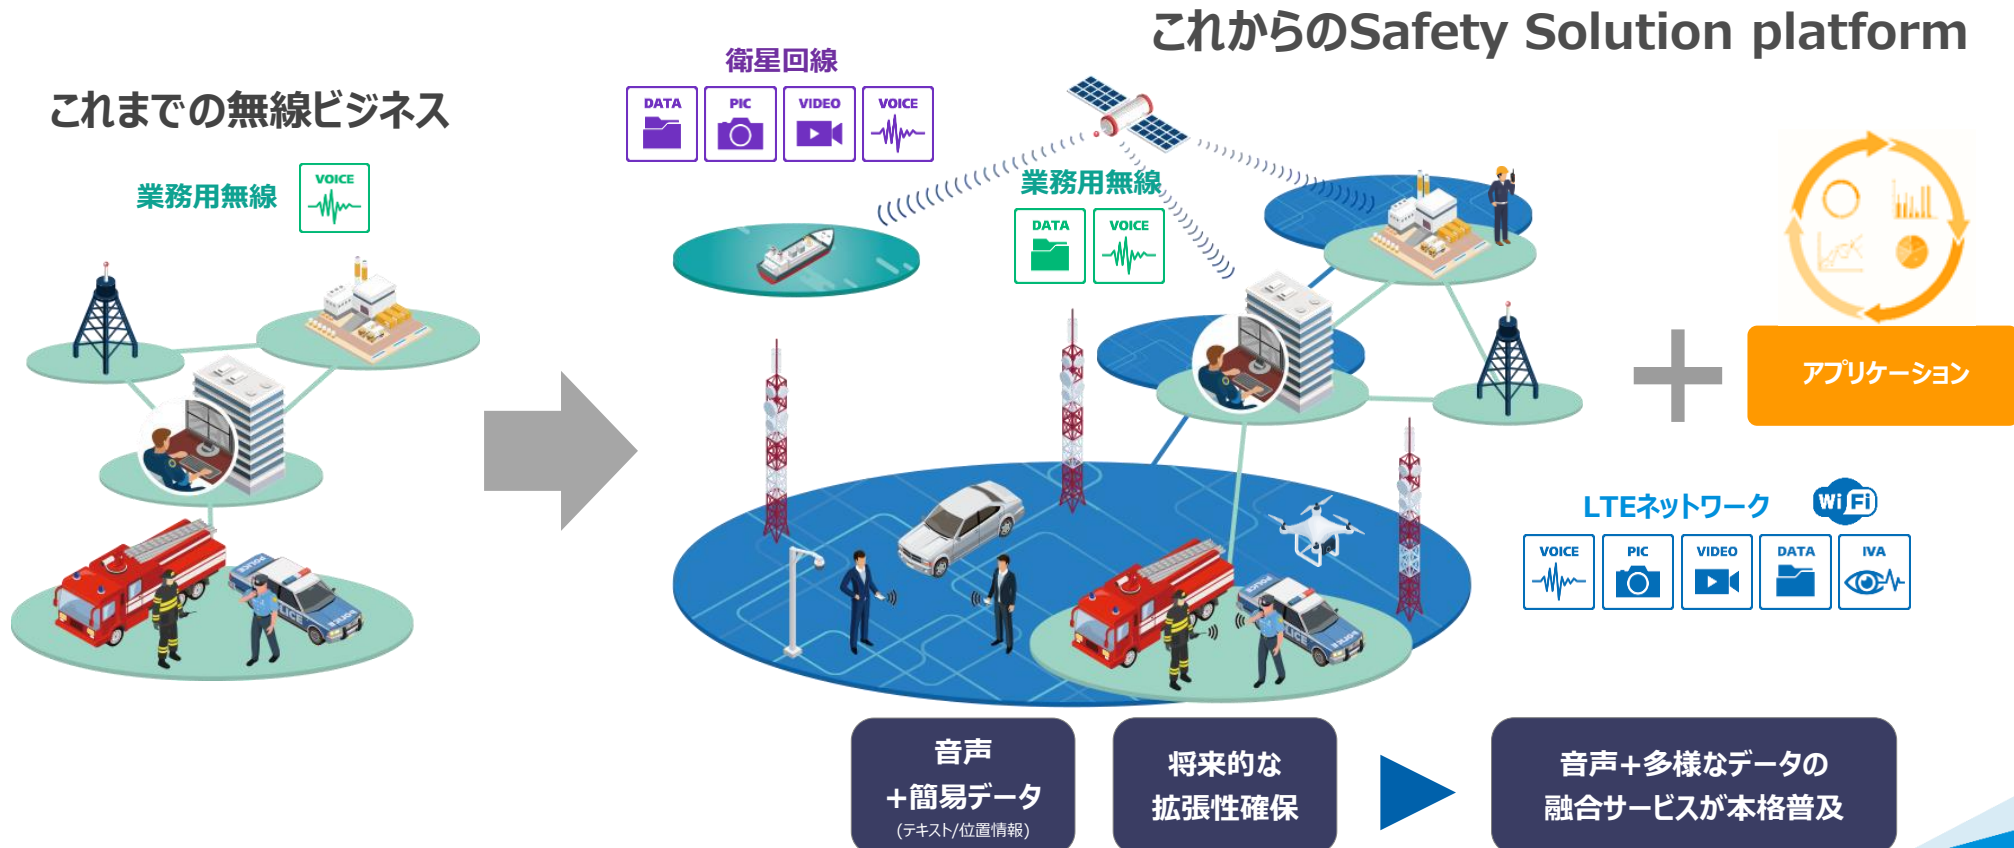 これからのSafety Solution platform
これまでの無線ビジネス
業務用無線
VOICE
衛星回線
DATA PIC VIDEO VOICE
業務用無線
DATA VOICE
アプリケーション
LTEネットワーク
Wi Fi
VOICE PIC VIDEO DATA IVA
POLICE
POLICE
音声
+簡易データ
(テキスト/位置情報)
将来的な
拡張性確保
音声+多様なデータの
融合サービスが本格普及